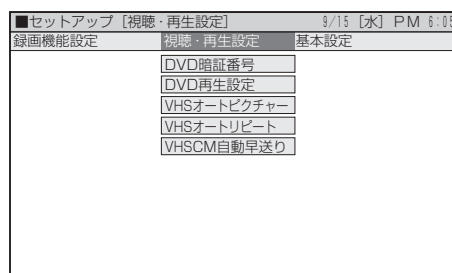 ■セットアップ［視聴・再生設定］ 9/15［水］PM 6:05
録画機能設定 視聴・再生設定 基本設定
DVD暗証番号
DVD再生設定
VHSオートピクチャー
VHSオートリピート
VHSCM自動早送り